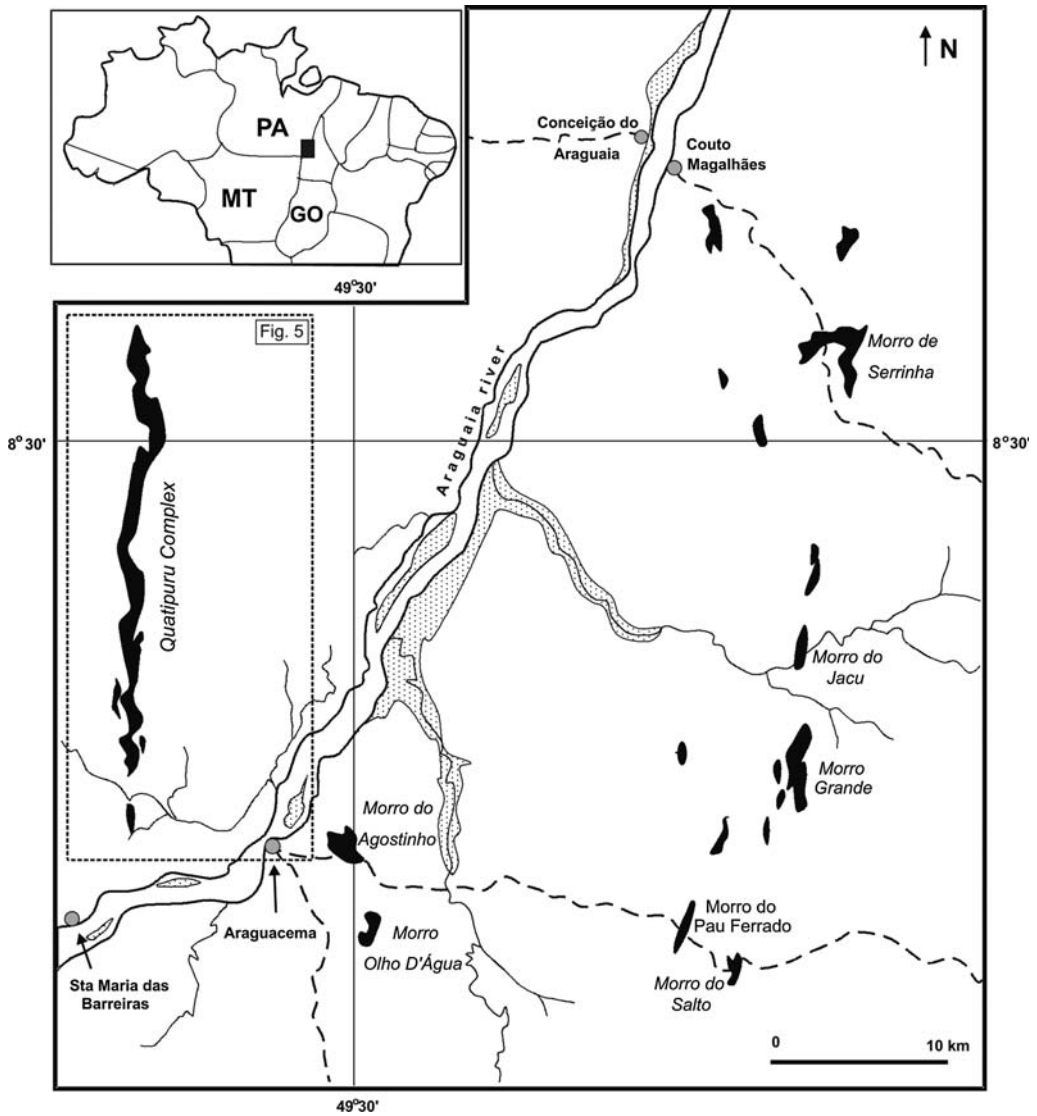 N
PA
MT
GO
49°30'
Conceição do
Araguaia
Couto
Magalhães
Fig. 5
Morro de
Serrinha
Araguaia river
8°30'
8°30'
Quatipuru Complex
Morro do
Jacu
Morro
Grande
Morro do
Agostinho
Araguacema
Morro
Olho D'Água
Morro do
Pau Ferrado
Morro do
Salto
Sta Maria das
Barreiras
0
10 km
49°30'